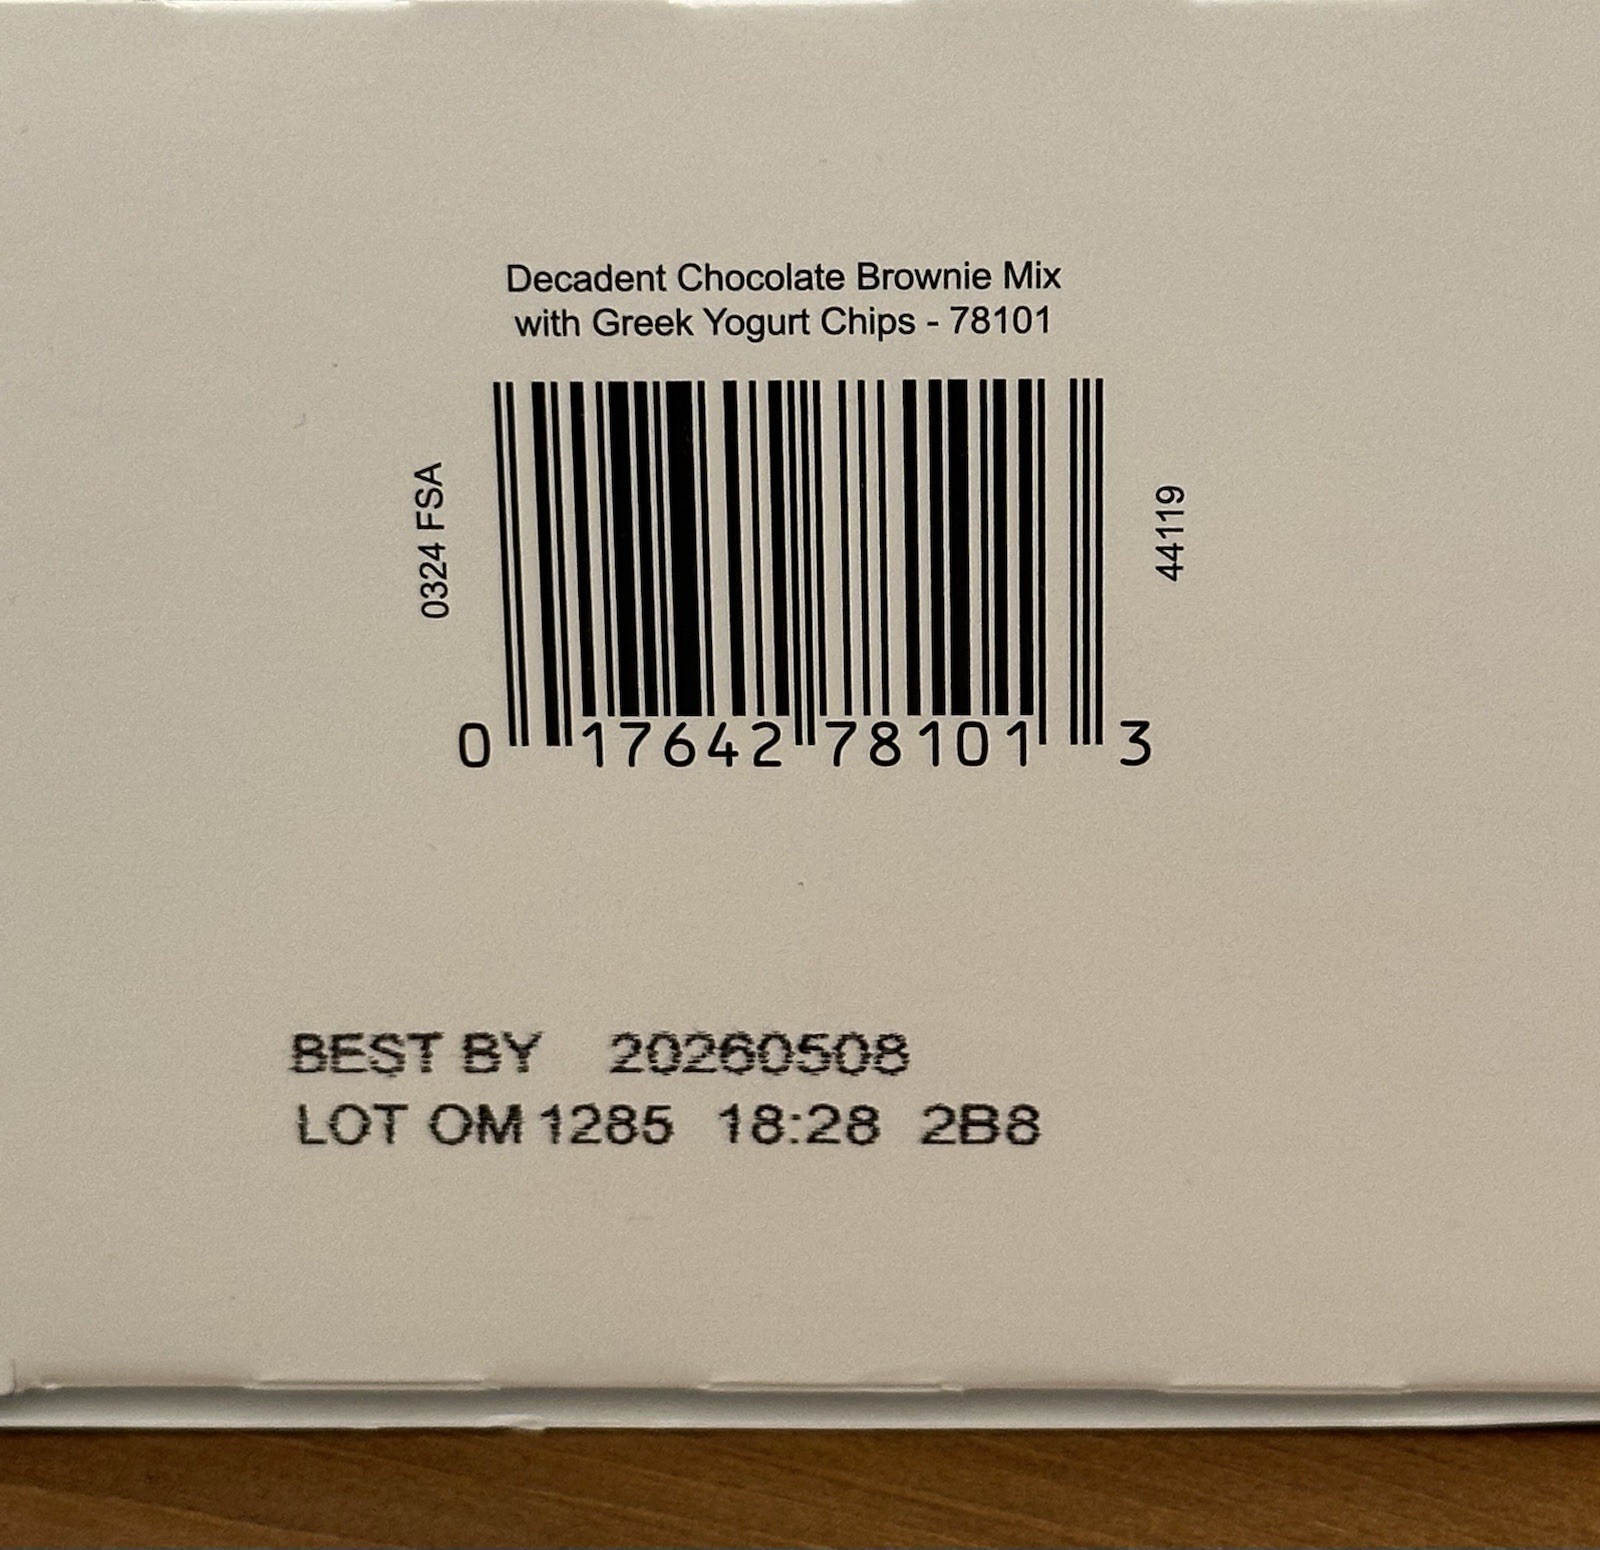 Decadent Chocolate Brownie Mix
with Greek Yogurt Chips - 78101
0324 FSA
44119
0 17642 78101 3
BEST BY 20260508
LOT OM 1285 18:28 2B8